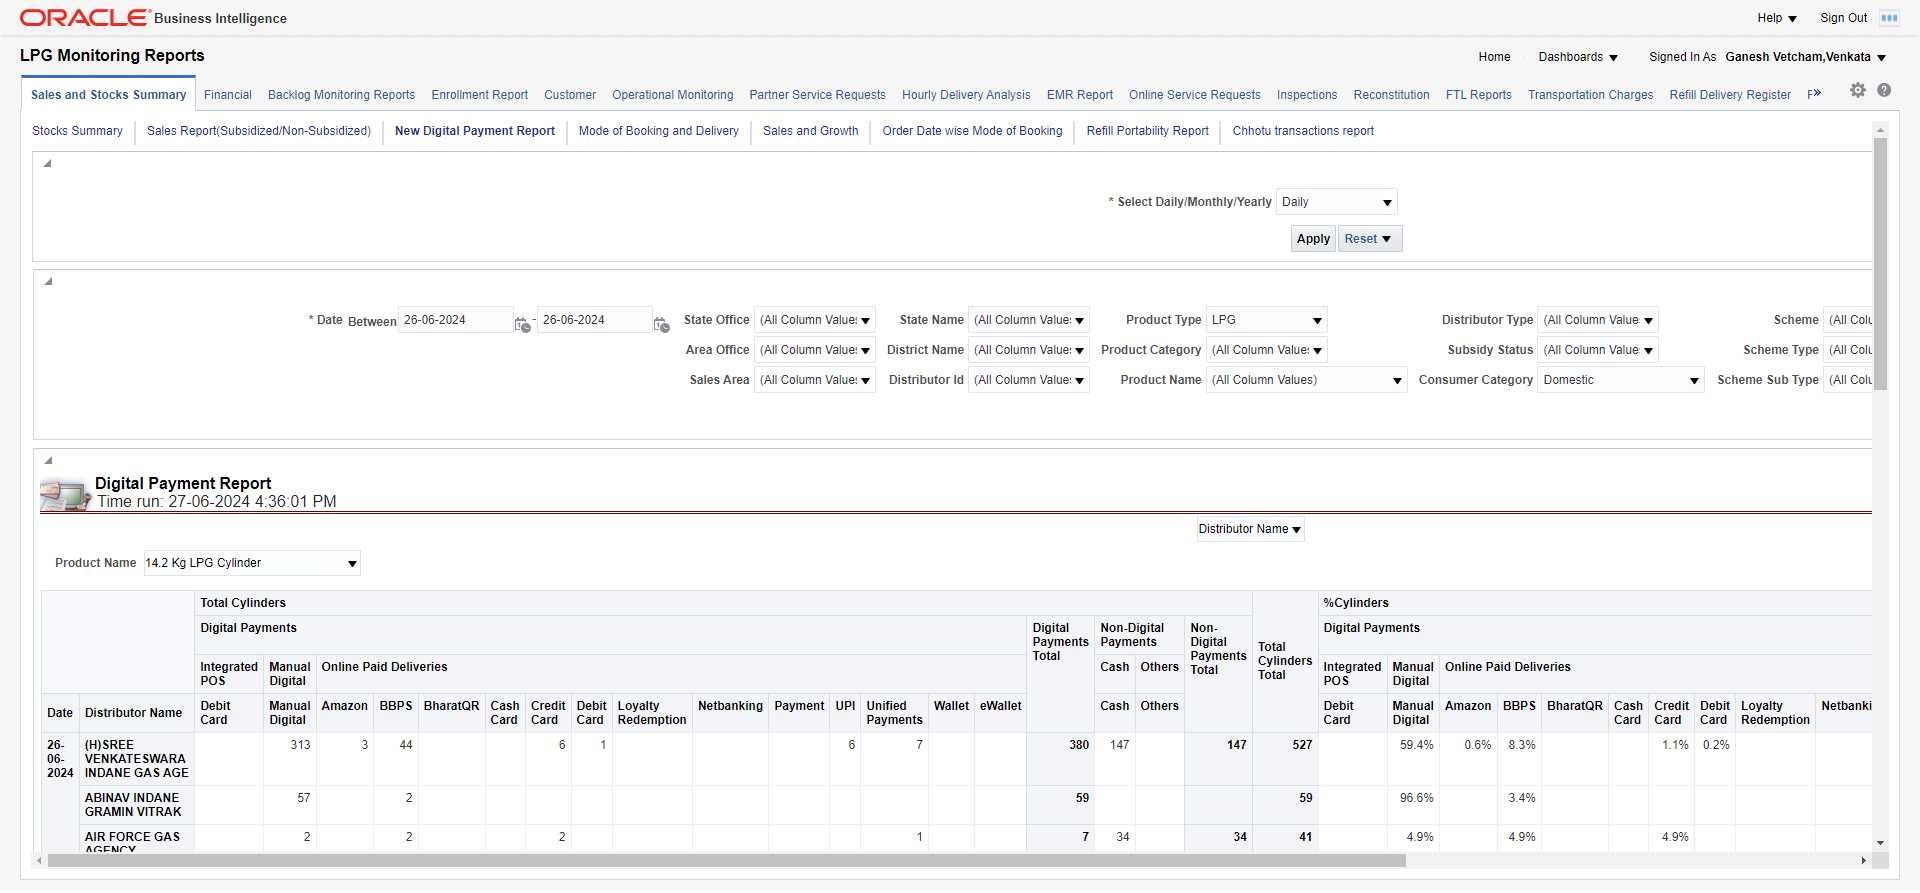 ORACLE Business Intelligence
Help
Sign Out
LPG Monitoring Reports
Home
Dashboards
Signed In As Ganesh Vetcham,Venkata
Sales and Stocks Summary
Financial
Backlog Monitoring Reports
Enrollment Report
Customer
Operational Monitoring
Partner Service Requests
Hourly Delivery Analysis
EMR Report
Online Service Requests
Inspections
Reconstitution
FTL Reports
Transportation Charges
Refill Delivery Register
Stocks Summary
Sales Report(Subsidized/Non-Subsidized)
New Digital Payment Report
Mode of Booking and Delivery
Sales and Growth
Order Date wise Mode of Booking
Refill Portability Report
Chhotu transactions report
* Select Daily/Monthly/Yearly Daily
Apply Reset
* Date Between 26-06-2024 - 26-06-2024 State Office (All Column Values State Name (All Column Values Product Type LPG Distributor Type (All Column Values Scheme (All Colu
Area Office (All Column Values District Name (All Column Values Product Category (All Column Values Subsidy Status (All Column Values Scheme Type (All Colu
Sales Area (All Column Values Distributor Id (All Column Values Product Name (All Column Values) Consumer Category Domestic Scheme Sub Type (All Colu
Digital Payment Report
Time run: 27-06-2024 4:36:01 PM
Distributor Name
Product Name 14.2 Kg LPG Cylinder
Total Cylinders
%Cylinders
Digital Payments
Digital Payments Total
Non-Digital Payments
Non-Digital Payments Total
Total Cylinders Total
Digital Payments
Integrated POS
Manual Digital
Online Paid Deliveries
Cash
Others
Integrated POS
Manual Digital
Online Paid Deliveries
Date Distributor Name Debit Card Manual Digital Amazon BBPS BharatQR Cash Card Credit Card Debit Card Loyalty Redemption Netbanking Payment UPI Unified Payments Wallet eWallet Cash Others Debit Card Manual Digital Amazon BBPS BharatQR Cash Card Credit Card Debit Card Loyalty Redemption Netbanki
26-06-2024 (H)SREE VENKATESWARA INDANE GAS AGE 313 3 44 6 1 6 7 380 147 147 527 59.4% 0.6% 8.3% 1.1% 0.2%
ABINAV INDANE GRAMIN VITRAK 57 2 59 59 96.6% 3.4%
AIR FORCE GAS AGENCY 2 2 2 1 7 34 34 41 4.9% 4.9% 4.9%